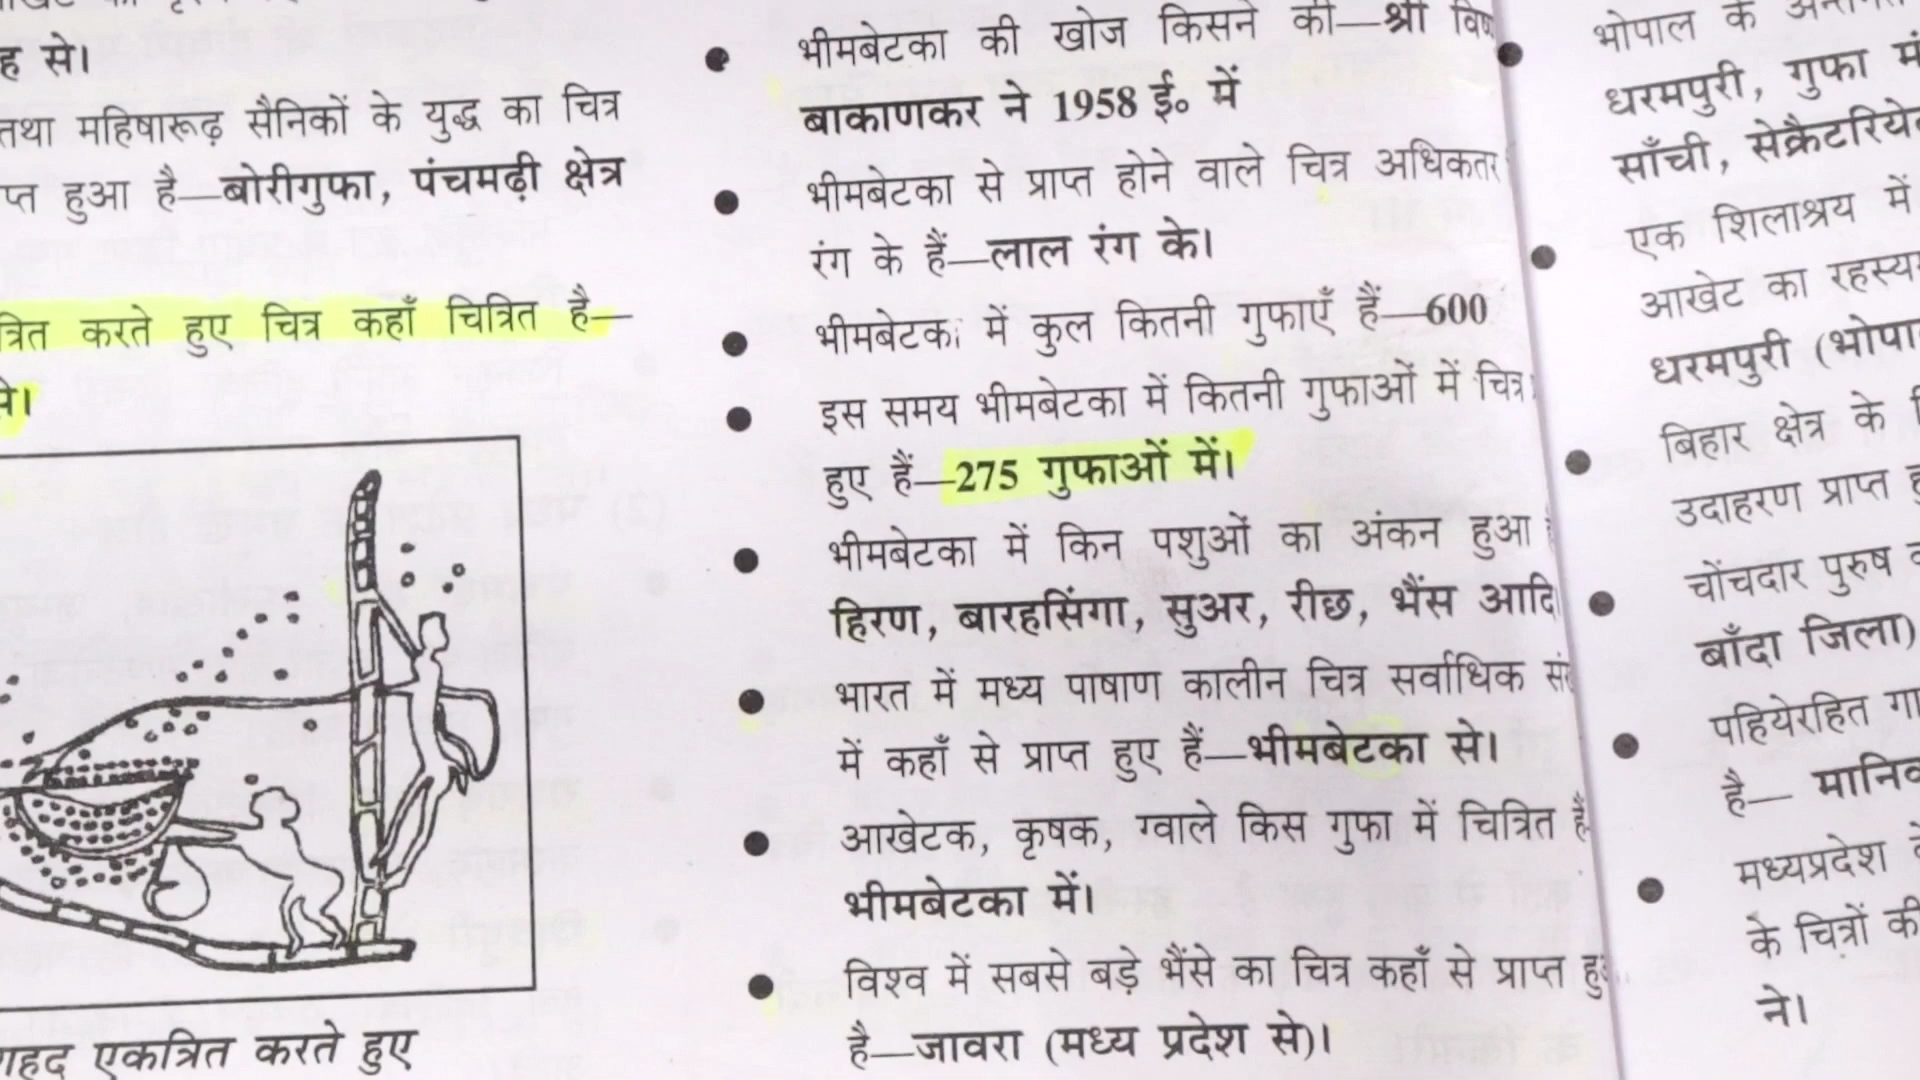 ह से।
तथा महिषारूढ़ सैनिकों के युद्ध का चित्र
प्त हुआ है—बोरीगुफा, पंचमढ़ी क्षेत्र
त्रित करते हुए चित्र कहाँ चित्रित है—
से।
एकत्रित करते हुए
भीमबेटका की खोज किसने की—श्री
बाकाणकर ने 1958 ई० में
भीमबेटका से प्राप्त होने वाले चित्र अधिकतर
रंग के हैं—लाल रंग के।
भीमबेटका में कुल कितनी गुफाएँ हैं—600
इस समय भीमबेटका में कितनी गुफाओं में चित्र
हुए हैं—275 गुफाओं में।
भीमबेटका में किन पशुओं का अंकन हुआ
हिरण, बारहसिंगा, सुअर, रीछ, भैंस आदि
भारत में मध्य पाषाण कालीन चित्र सर्वाधिक
में कहाँ से प्राप्त हुए हैं—भीमबेटका से।
आखेटक, कृषक, ग्वाले किस गुफा में चित्रित हैं
भीमबेटका में।
विश्व में सबसे बड़े भैंसे का चित्र कहाँ से प्राप्त
है—जावरा (मध्य प्रदेश से)।
भोपाल के
धरमपुरी, गुफा
साँची,
एक शिलाश्रय में
आखेट का
धरमपुरी
बिहार क्षेत्र के
उदाहरण प्राप्त
चोंचदार पुरुष
बाँदा जिला)
पहियेरहित
है—
मध्यप्रदेश
के चित्रों की
ने।